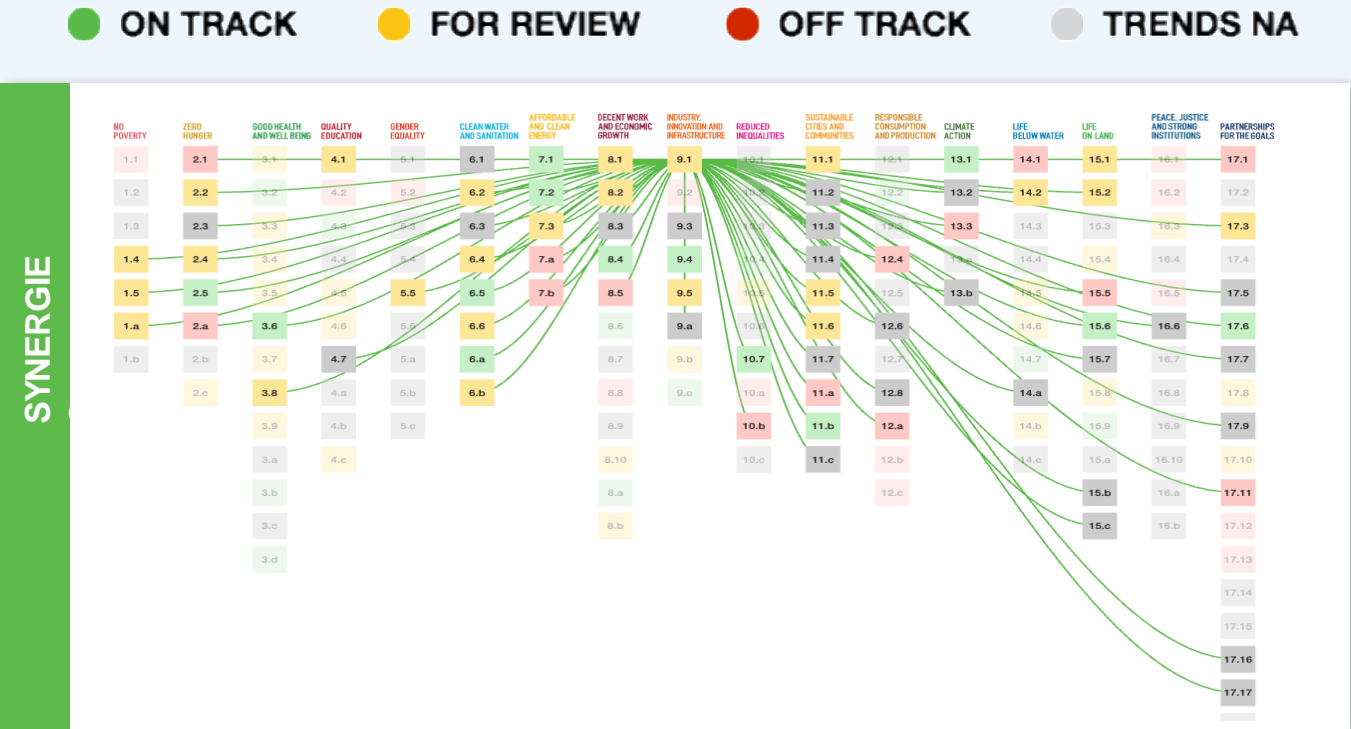 ON TRACK
FOR REVIEW
OFF TRACK
TRENDS NA
SYNERGIE
NO
POVERTY
ZERO
HUNGER
GOOD HEALTH
AND WELL BEING
QUALITY
EDUCATION
GENDER
EQUALITY
CLEAN WATER
AND SANITATION
AFFORDABLE
AND CLEAN
ENERGY
DECENT WORK
AND ECONOMIC
GROWTH
INDUSTRY,
INNOVATION AND
INFRASTRUCTURE
REDUCED
INEQUALITIES
SUSTAINABLE
CITIES AND
COMMUNITIES
RESPONSIBLE
CONSUMPTION
AND PRODUCTION
CLIMATE
ACTION
LIFE
BELOW WATER
LIFE
ON LAND
PEACE, JUSTICE
AND STRONG
INSTITUTIONS
PARTNERSHIPS
FOR THE GOALS
1.1 2.1 3.1 4.1 5.1 6.1 7.1 8.1 9.1 10.1 11.1 12.1 13.1 14.1 15.1 16.1 17.1
1.2 2.2 3.2 4.2 5.2 6.2 7.2 8.2 9.2 10.2 11.2 12.2 13.2 14.2 15.2 16.2 17.2
1.3 2.3 3.3 4.3 5.3 6.3 7.3 8.3 9.3 10.3 11.3 12.3 13.3 14.3 15.3 16.3 17.3
1.4 2.4 3.4 4.4 5.4 6.4 7.a 8.4 9.4 10.4 11.4 12.4 13.a 14.4 15.4 16.4 17.4
1.5 2.5 3.5 4.5 5.5 6.5 7.b 8.5 9.5 10.5 11.5 12.5 13.b 14.5 15.5 16.5 17.5
1.a 2.a 3.6 4.6 5.6 6.6 8.6 9.a 10.6 11.6 12.6 14.6 15.6 16.6 17.6
1.b 2.b 3.7 4.7 5.a 6.a 8.7 9.b 10.7 11.7 12.7 14.7 15.7 16.7 17.7
2.c 3.8 4.a 5.b 6.b 8.8 9.c 10.a 11.a 12.8 14.a 15.8 16.8 17.8
3.9 4.b 5.c 8.9 10.b 11.b 12.a 14.b 15.9 16.9 17.9
3.a 4.c 8.10 10.c 11.c 12.b 14.c 15.a 16.10 17.10
3.b 8.a 12.c 15.b 16.a 17.11
3.c 8.b 15.c 16.b 17.12
3.d 17.13
17.14
17.15
17.16
17.17